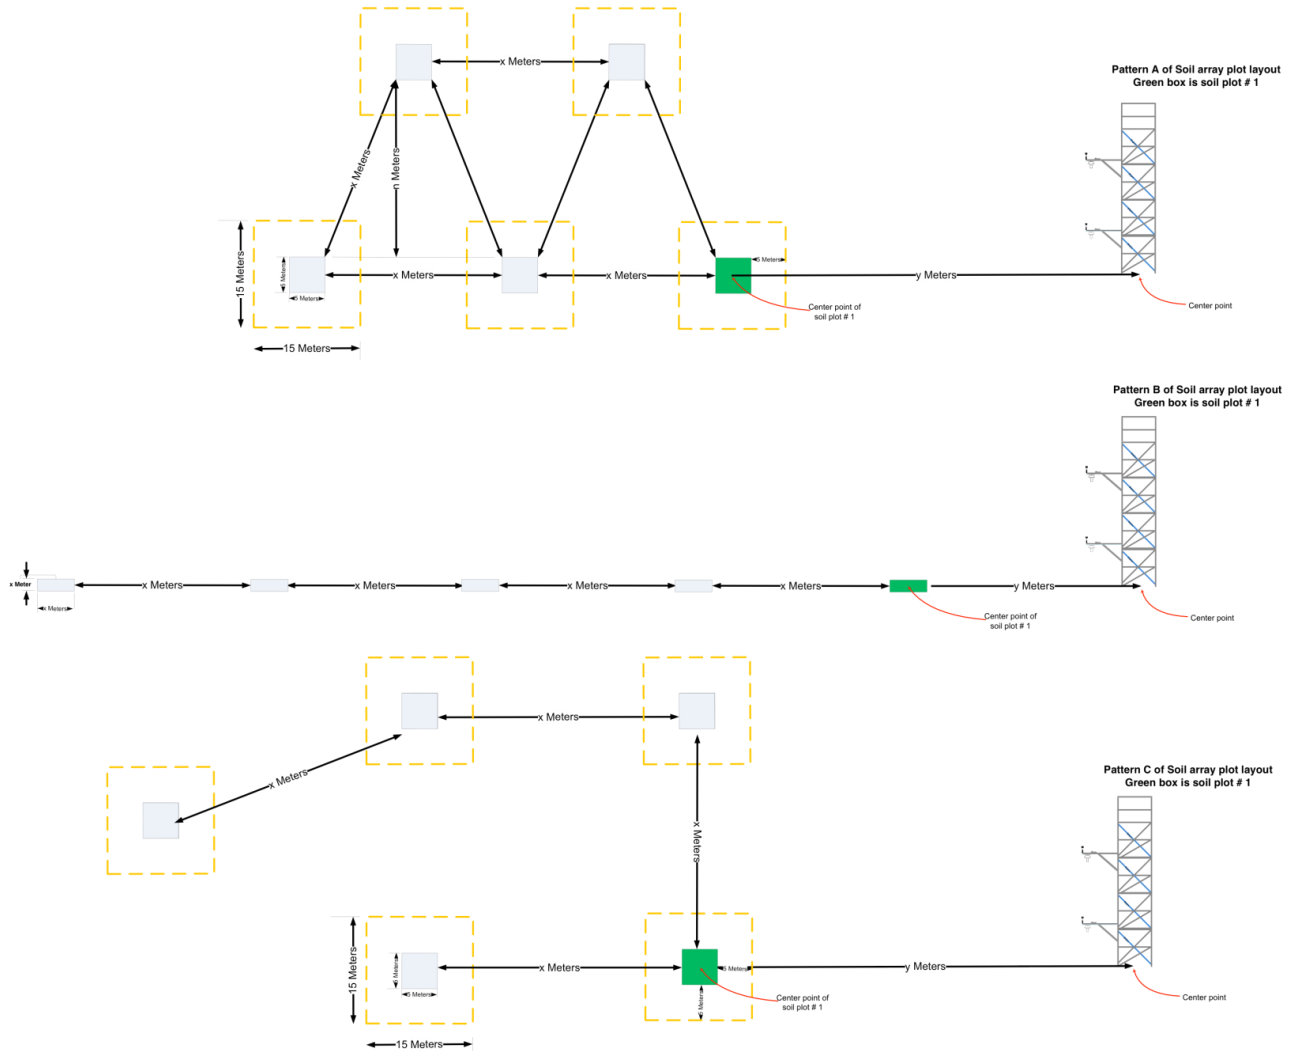 Pattern A of Soil array plot layout
Green box is soil plot # 1
x Meters
x Meters
n Meters
15 Meters
5 Meters
5 Meters
x Meters
x Meters
5 Meters
y Meters
Center point of
soil plot # 1
Center point
15 Meters
Pattern B of Soil array plot layout
Green box is soil plot # 1
x Meter
x Meters
x Meters
x Meters
x Meters
x Meters
y Meters
Center point of
soil plot # 1
Center point
Pattern C of Soil array plot layout
Green box is soil plot # 1
x Meters
x Meters
x Meters
15 Meters
5 Meters
5 Meters
x Meters
5 Meters
5 Meters
y Meters
Center point of
soil plot # 1
Center point
15 Meters